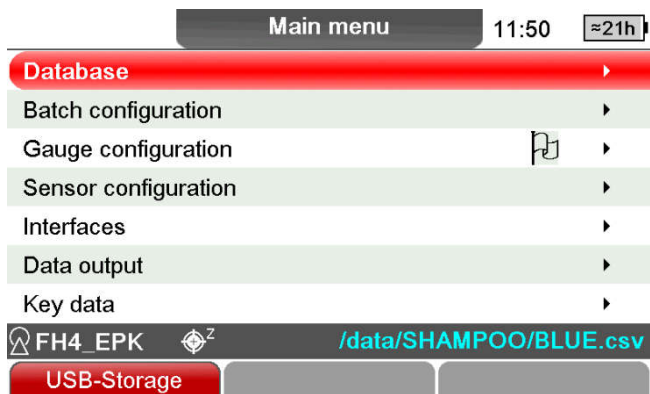 Main menu 11:50 ≈21h
Database
Batch configuration
Gauge configuration
Sensor configuration
Interfaces
Data output
Key data
FH4_EPK Z /data/SHAMPOO/BLUE.csv
USB-Storage